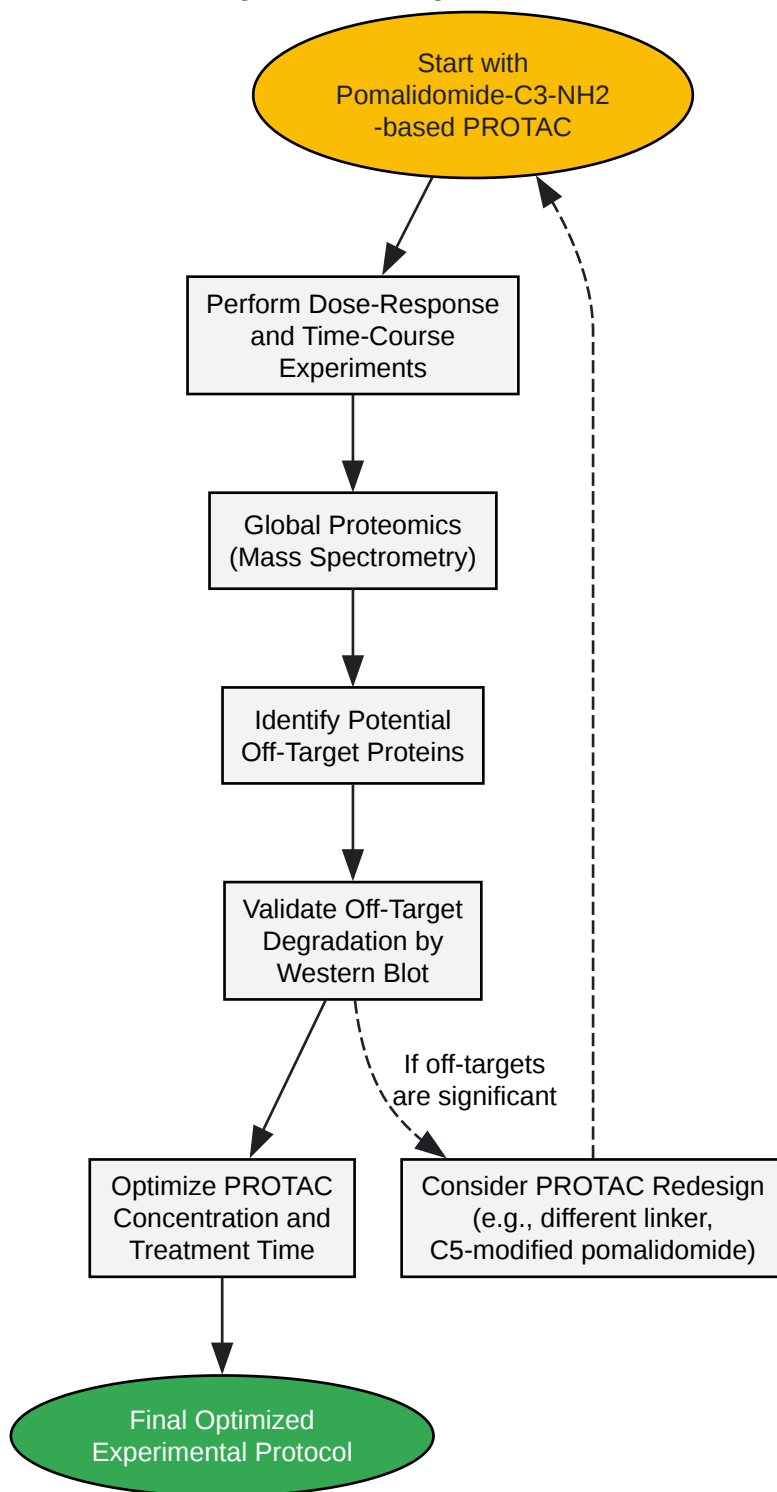 Start with
Pomalidomide-C3-NH2
-based PROTAC
Perform Dose-Response
and Time-Course
Experiments
Global Proteomics
(Mass Spectrometry)
Identify Potential
Off-Target Proteins
Validate Off-Target
Degradation by
Western Blot
If off-targets
are significant
Optimize PROTAC
Concentration and
Treatment Time
Consider PROTAC Redesign
(e.g., different linker,
C5-modified pomalidomide)
Final Optimized
Experimental Protocol